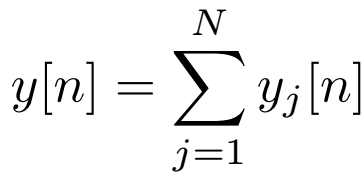 y[n] = \sum_{j=1}^{N} y_j[n]